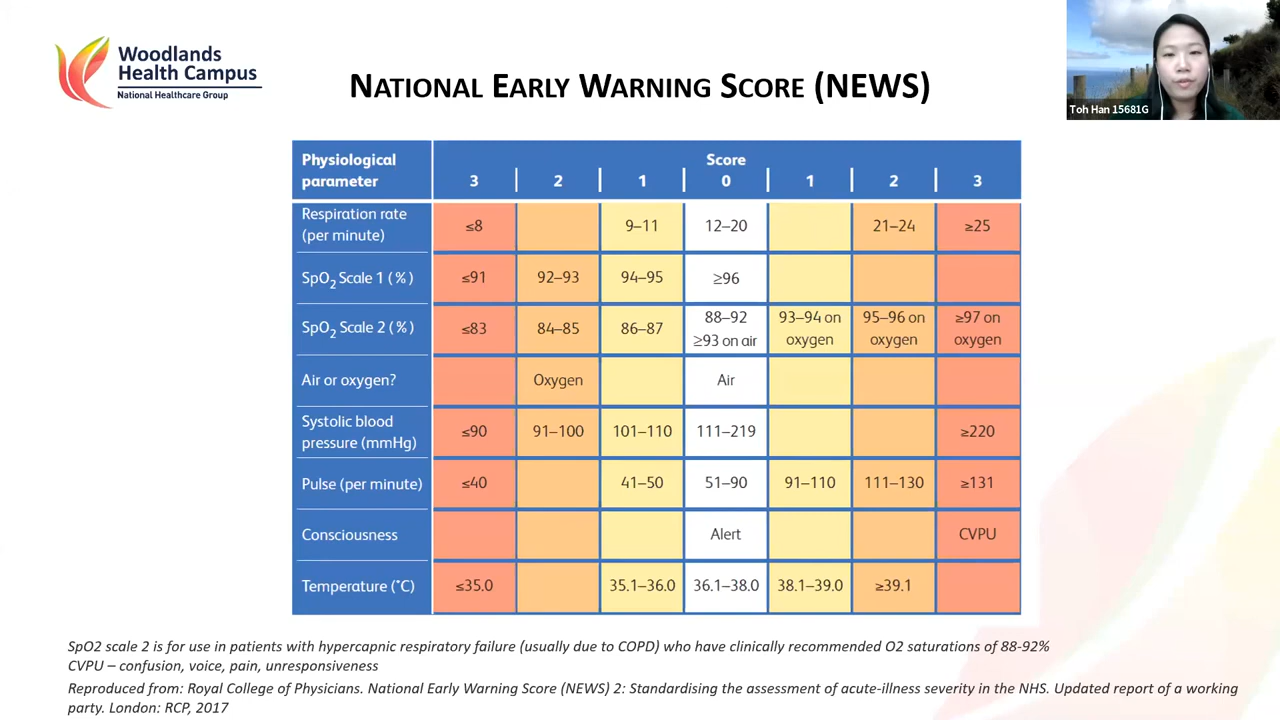 Woodlands
Health Campus
National Healthcare Group
NATIONAL EARLY WARNING SCORE (NEWS)
Toh Han 15681G
Physiological parameter Score
3 2 1 0 1 2 3
Respiration rate (per minute) ≤8 9–11 12–20 21–24 ≥25
SpO2 Scale 1 (%) ≤91 92–93 94–95 ≥96
SpO2 Scale 2 (%) ≤83 84–85 86–87 88–92 ≥93 on air 93–94 on oxygen 95–96 on oxygen ≥97 on oxygen
Air or oxygen? Oxygen Air
Systolic blood pressure (mmHg) ≤90 91–100 101–110 111–219 ≥220
Pulse (per minute) ≤40 41–50 51–90 91–110 111–130 ≥131
Consciousness Alert CVPU
Temperature (°C) ≤35.0 35.1–36.0 36.1–38.0 38.1–39.0 ≥39.1
SpO2 scale 2 is for use in patients with hypercapnic respiratory failure (usually due to COPD) who have clinically recommended O2 saturations of 88-92%
CVPU – confusion, voice, pain, unresponsiveness
Reproduced from: Royal College of Physicians. National Early Warning Score (NEWS) 2: Standardising the assessment of acute-illness severity in the NHS. Updated report of a working
party. London: RCP, 2017